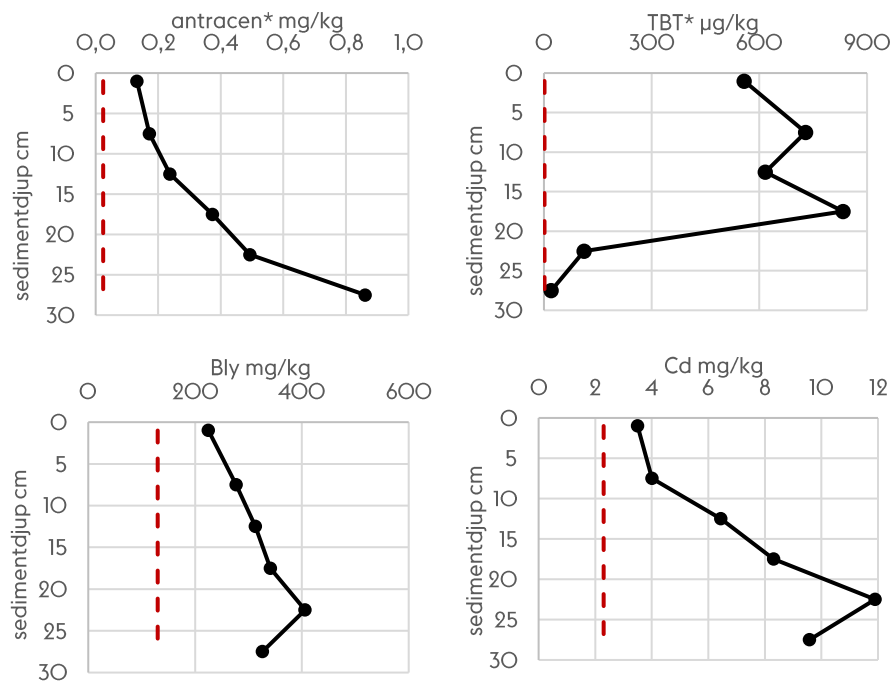 antracen* mg/kg
0,0 0,2 0,4 0,6 0,8 1,0
0
5
10
15
20
25
30
sedimentdjup cm
TBT* µg/kg
0 300 600 900
0
5
10
15
20
25
30
sedimentdjup cm
Bly mg/kg
0 200 400 600
0
5
10
15
20
25
30
sedimentdjup cm
Cd mg/kg
0 2 4 6 8 10 12
0
5
10
15
20
25
30
sedimentdjup cm